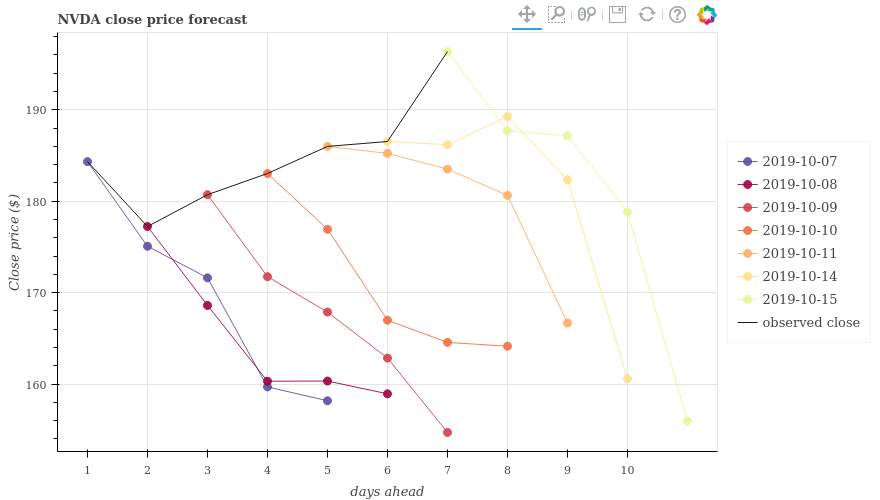 NVDA close price forecast
190
180
170
160
Close price ($)
1 2 3 4 5 6 7 8 9 10
days ahead
2019-10-07
2019-10-08
2019-10-09
2019-10-10
2019-10-11
2019-10-14
2019-10-15
observed close